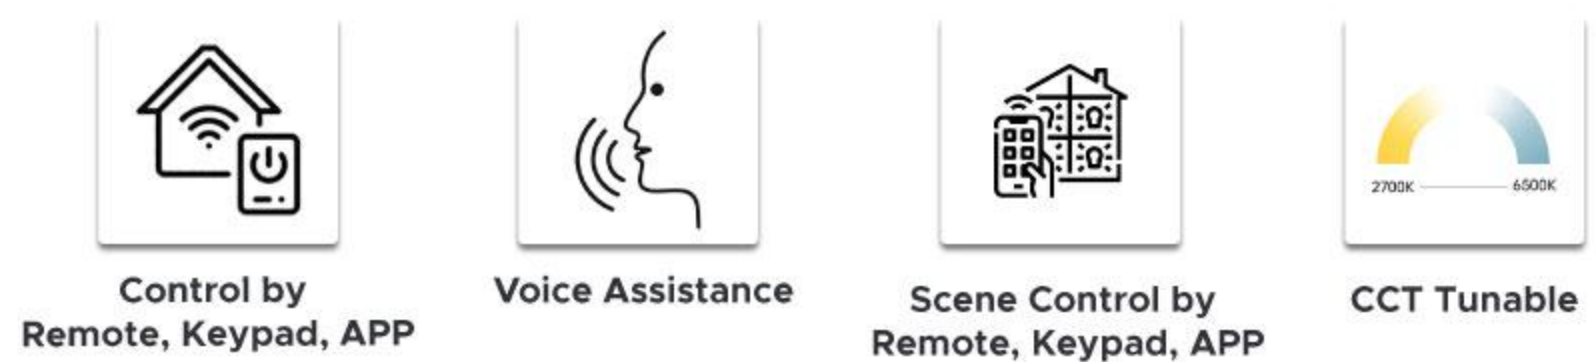 2700K
6500K
Control by
Remote, Keypad, APP
Voice Assistance
Scene Control by
Remote, Keypad, APP
CCT Tunable